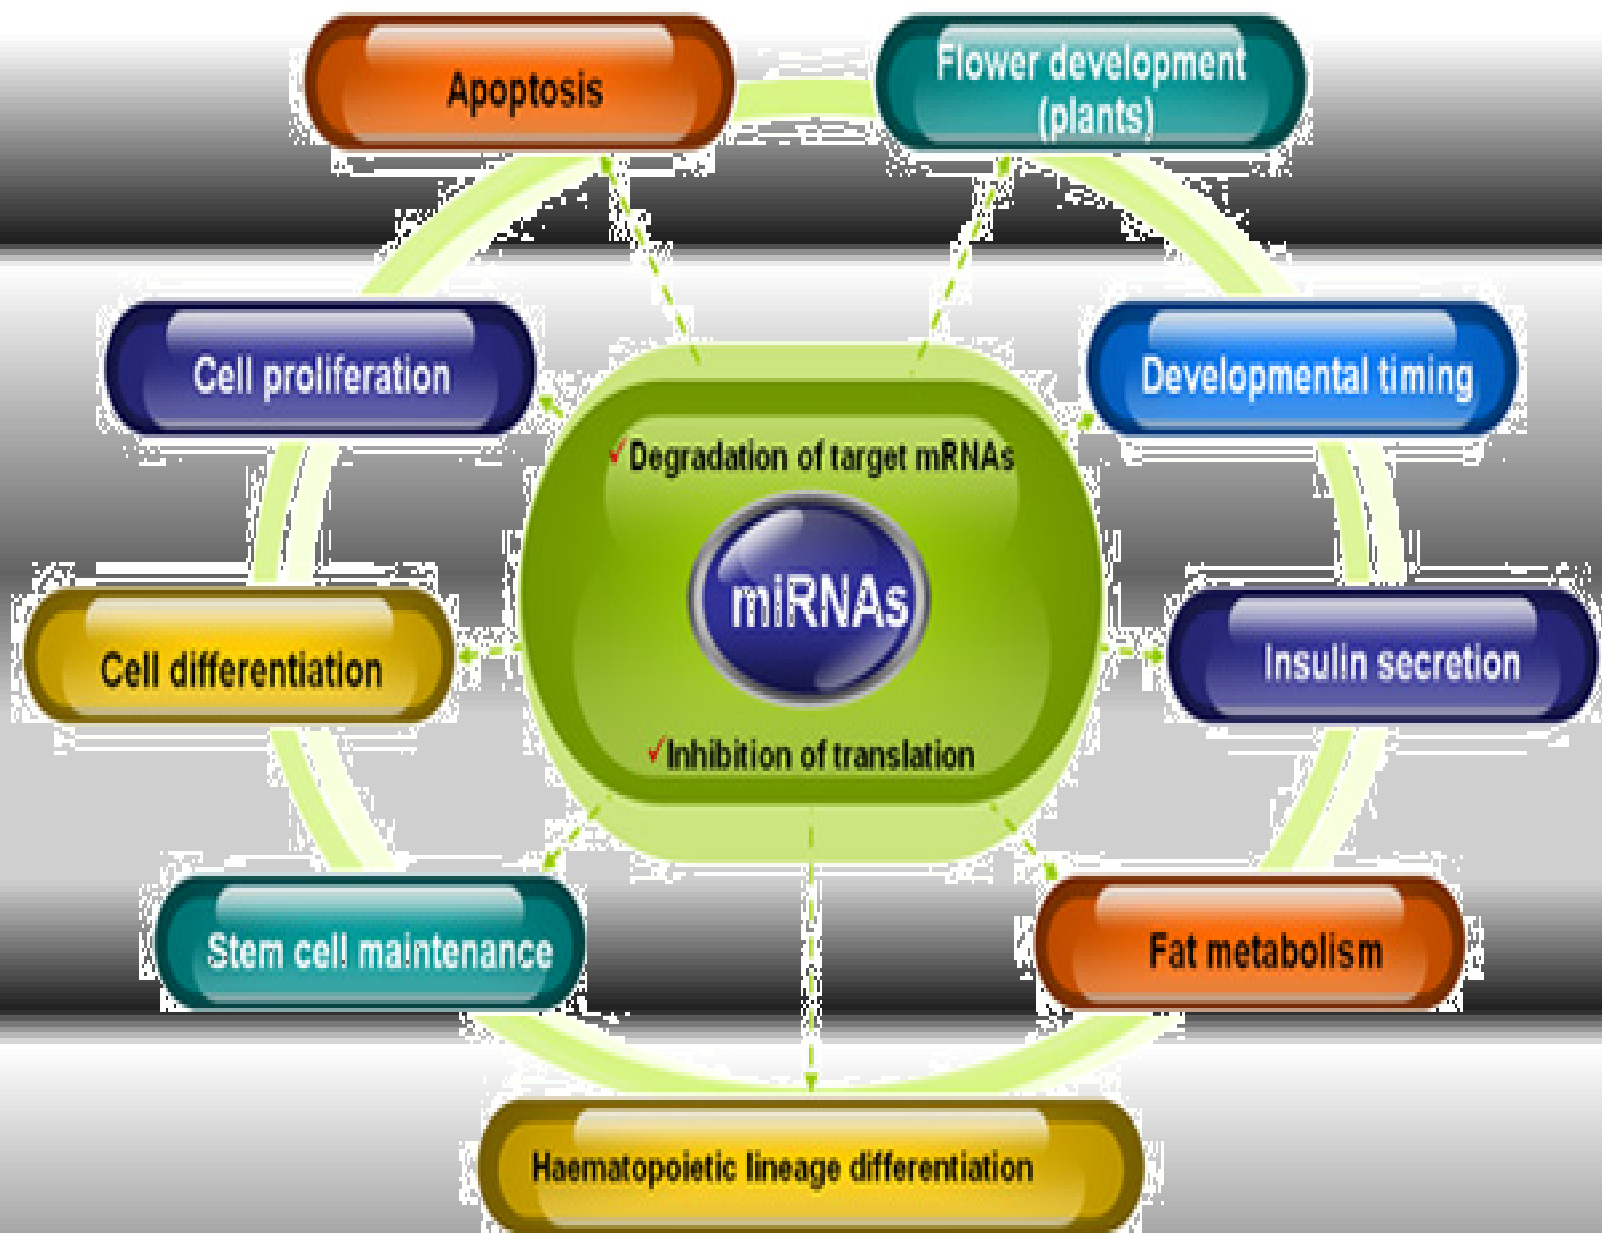 Apoptosis
Flower development
(plants)
Cell proliferation
Developmental timing
✓Degradation of target mRNAs
miRNAs
Cell differentiation
Insulin secretion
✓Inhibition of translation
Stem cell maintenance
Fat metabolism
Haematopoietic lineage differentiation